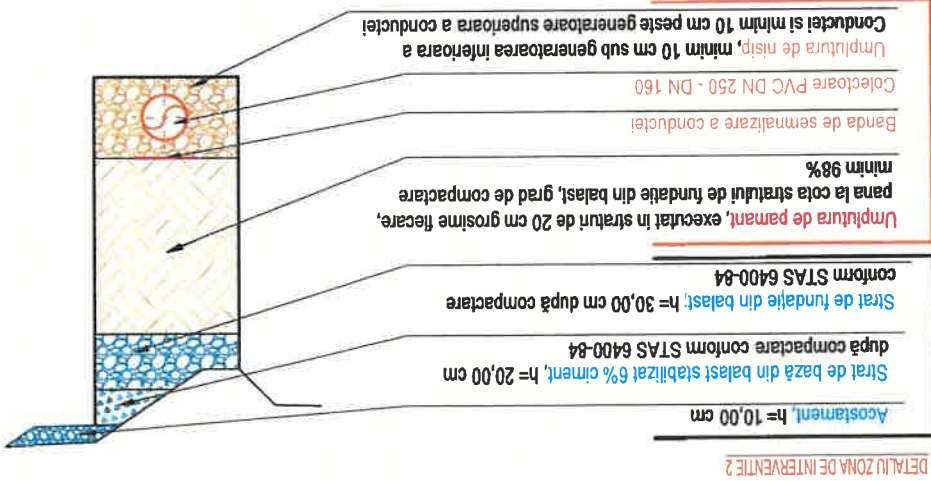 DETALIU ZONA DE INTERVENTIE 2
Acostament, h= 10,00 cm
Strat de bază din balast stabilizat 6% ciment, h= 20,00 cm
după compactare conform STAS 6400-84
Strat de fundație din balast; h= 30,00 cm după compactare
conform STAS 6400-84
Umplutura de pamant, executat in straturi de 20 cm grosime fiecare,
pana la cota stratului de fundatie din balast, grad de compactare
minim 98%
Banda de semnalizare a conductei
Colectoare PVC DN 250 - DN 160
Umplutura de nisip, minim 10 cm sub generatoarea inferioara a
Conductei si minim 10 cm peste generatoare superioara a conductei